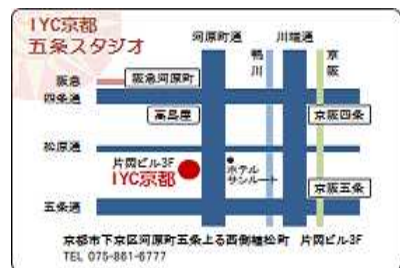 IYC京都
五条スタジオ
河原町通
鴨川
川端通
京阪
阪急
阪急河原町
四条通
高島屋
京阪四条
松原通
片岡ビル3F
IYC京都
ホテル
サンルート
京阪五条
五条通
京都市下京区河原町五条上る西側植松町 片岡ビル3F
TEL 075-861-6777